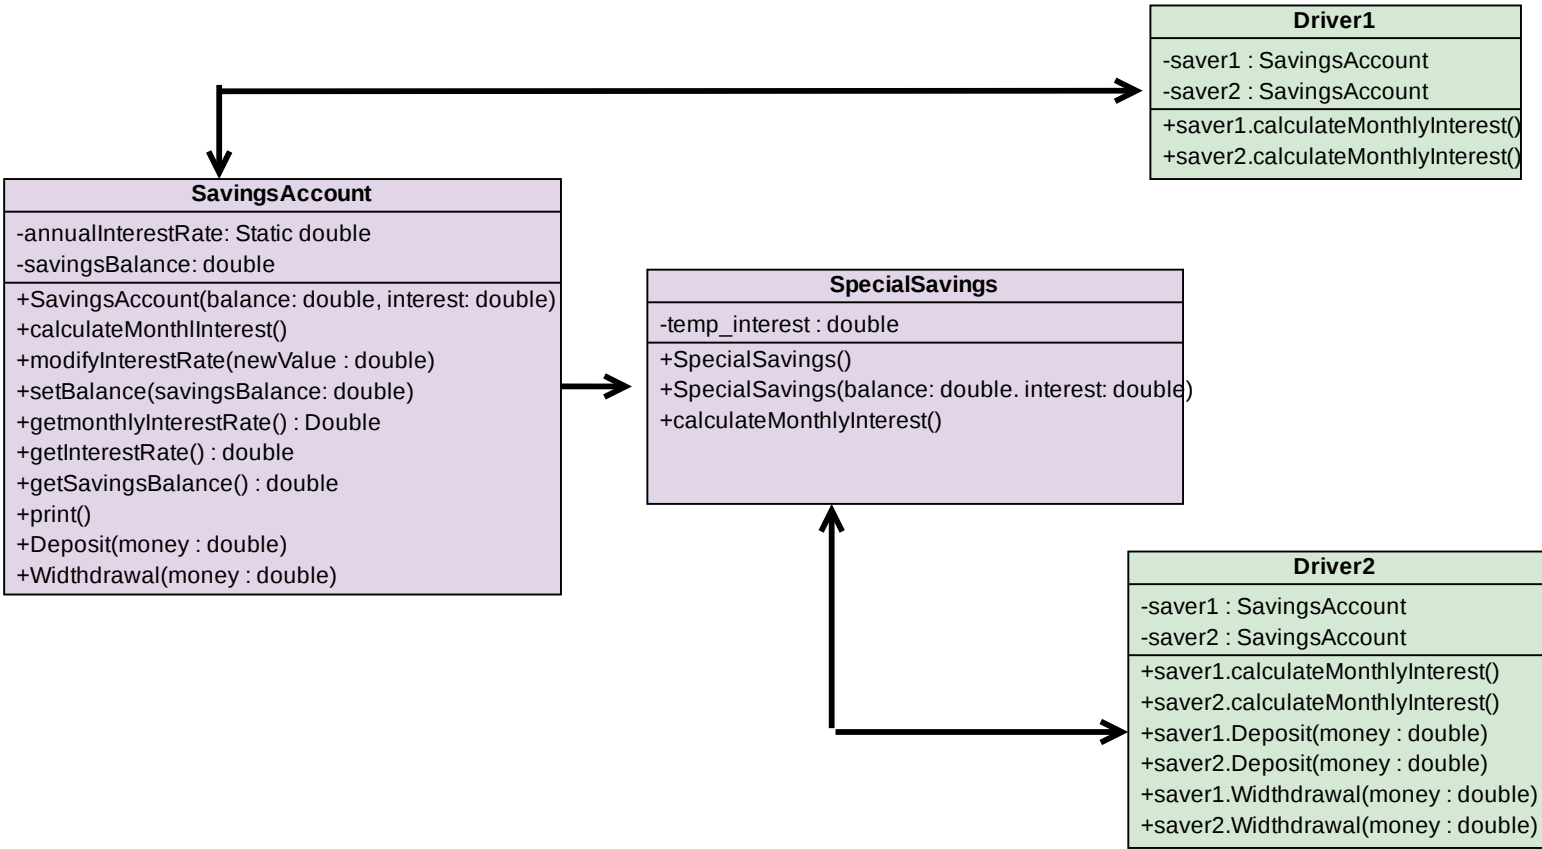 Driver1
-saver1 : SavingsAccount
-saver2 : SavingsAccount
+saver1.calculateMonthlyInterest()
+saver2.calculateMonthlyInterest()
SavingsAccount
-annualInterestRate: Static double
-savingsBalance: double
+SavingsAccount(balance: double, interest: double)
+calculateMonthlInterest()
+modifyInterestRate(newValue : double)
+setBalance(savingsBalance: double)
+getmonthlyInterestRate() : Double
+getInterestRate() : double
+getSavingsBalance() : double
+print()
+Deposit(money : double)
+Widthdrawal(money : double)
SpecialSavings
-temp_interest : double
+SpecialSavings()
+SpecialSavings(balance: double. interest: double)
+calculateMonthlyInterest()
Driver2
-saver1 : SavingsAccount
-saver2 : SavingsAccount
+saver1.calculateMonthlyInterest()
+saver2.calculateMonthlyInterest()
+saver1.Deposit(money : double)
+saver2.Deposit(money : double)
+saver1.Widthdrawal(money : double)
+saver2.Widthdrawal(money : double)